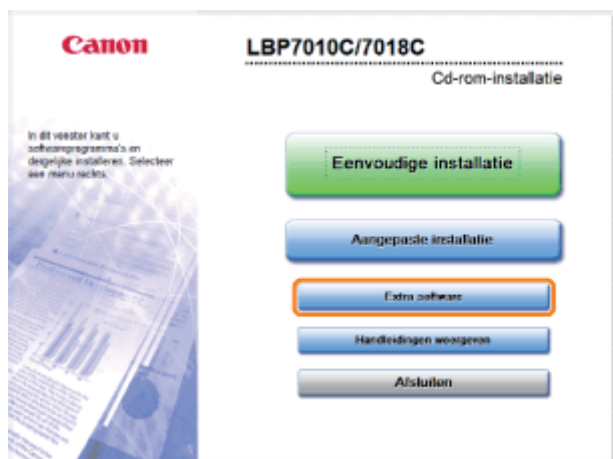 Canon
LBP7010C/7018C
Cd-rom-installatie
In dit venster kunt u
softwareprogramma's en
dergelijke installeren. Selecteer
een menu rechts.
Eenvoudige installatie
Aangepaste installatie
Extra software
Handleidingen weergeven
Afsluiten